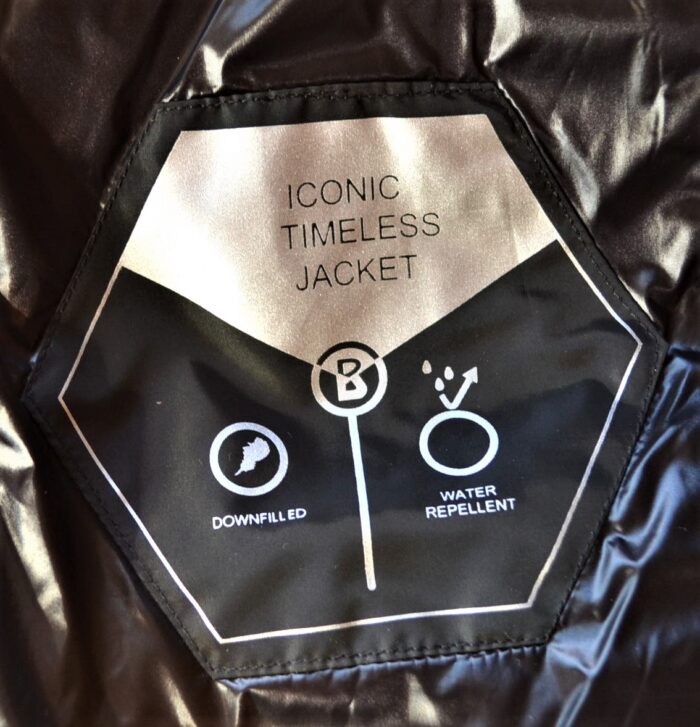 ICONIC
TIMELESS
JACKET
B
DOWNFILLED
WATER
REPELLENT